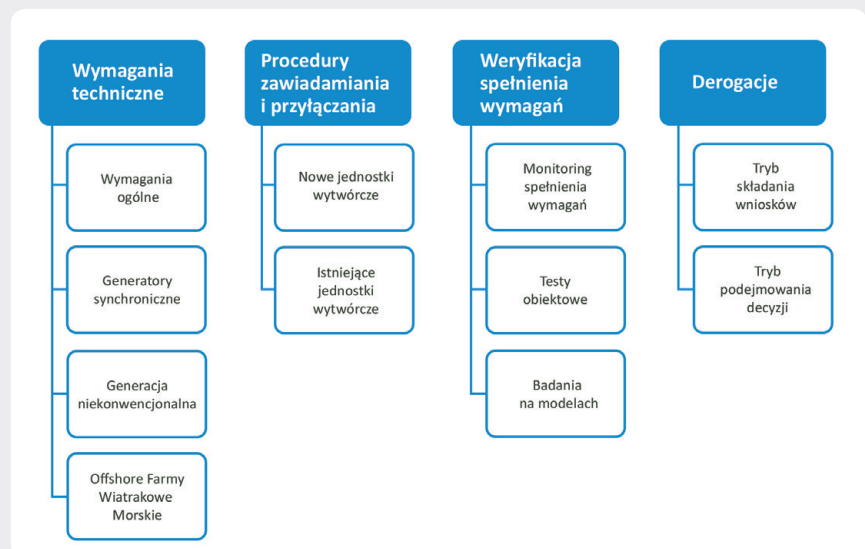 Wymagania
techniczne
Wymagania
ogólne
Generatory
synchroniczne
Generacja
niekonwencjonalna
Offshore Farmy
Wiatrakowe
Morskie
Procedury
zawiadamiania
i przyłączania
Nowe jednostki
wytwórcze
Istniejące
jednostki
wytwórcze
Weryfikacja
spełnienia
wymagań
Monitoring
spełnienia
wymagań
Testy
obiektowe
Badania
na modelach
Derogacje
Tryb
składania
wniosków
Tryb
podejmowania
decyzji